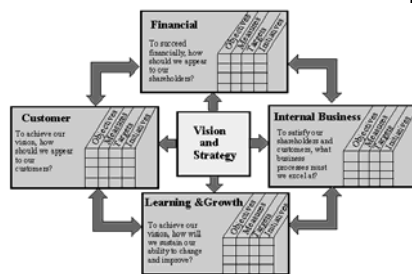 Financial
To succeed
financially, how
should we appear
to our
shareholders?
Objectives
Measures
Targets
Initiatives
Customer
To achieve our
vision, how
should we appear
to our
customers?
Objectives
Measures
Targets
Initiatives
Vision
and
Strategy
Internal Business
To satisfy our
shareholders and
customers, what
business
processes must
we excel at?
Objectives
Measures
Targets
Initiatives
Learning &Growth
To achieve our
vision, how will
we sustain our
ability to change
and improve?
Objectives
Measures
Targets
Initiatives